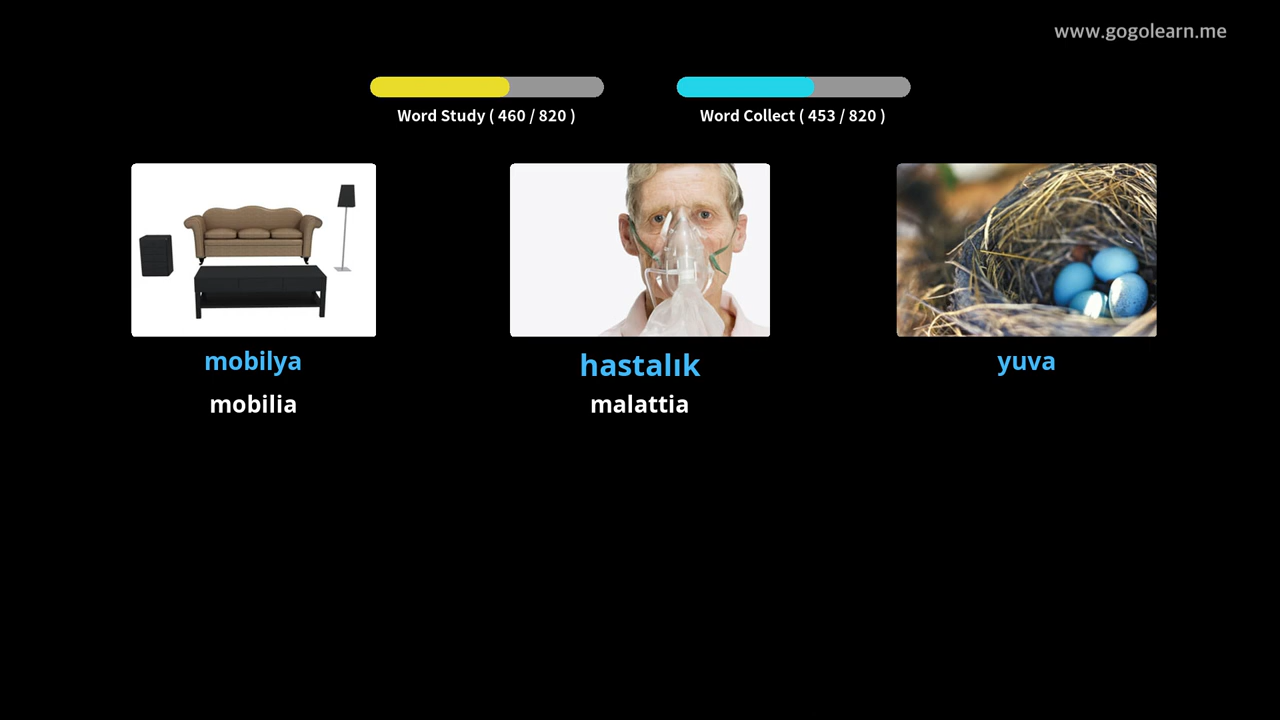 www.gogolearn.me
Word Study ( 460 / 820 )
Word Collect ( 453 / 820 )
mobilya
hastalık
yuva
mobilia
malattia